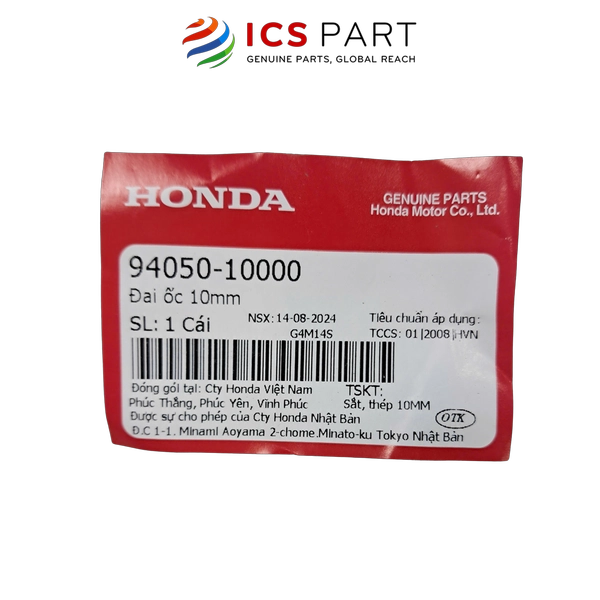 ICS PART
GENUINE PARTS, GLOBAL REACH
HONDA
GENUINE PARTS
Honda Motor Co., Ltd.
94050-10000
Đai ốc 10mm
SL: 1 Cái
NSX: 14-08-2024
G4M14S
Tiêu chuẩn áp dụng:
TCCS: 01|2008|HVN
Đóng gói tại: Cty Honda Việt Nam
Phúc Thắng, Phúc Yên, Vĩnh Phúc
TSKT:
Sắt, thép 10MM
Được sự cho phép của Cty Honda Nhật Bản
Đ.C 1-1. Minami Aoyama 2-chome.Minato-ku Tokyo Nhật Bản
OTK